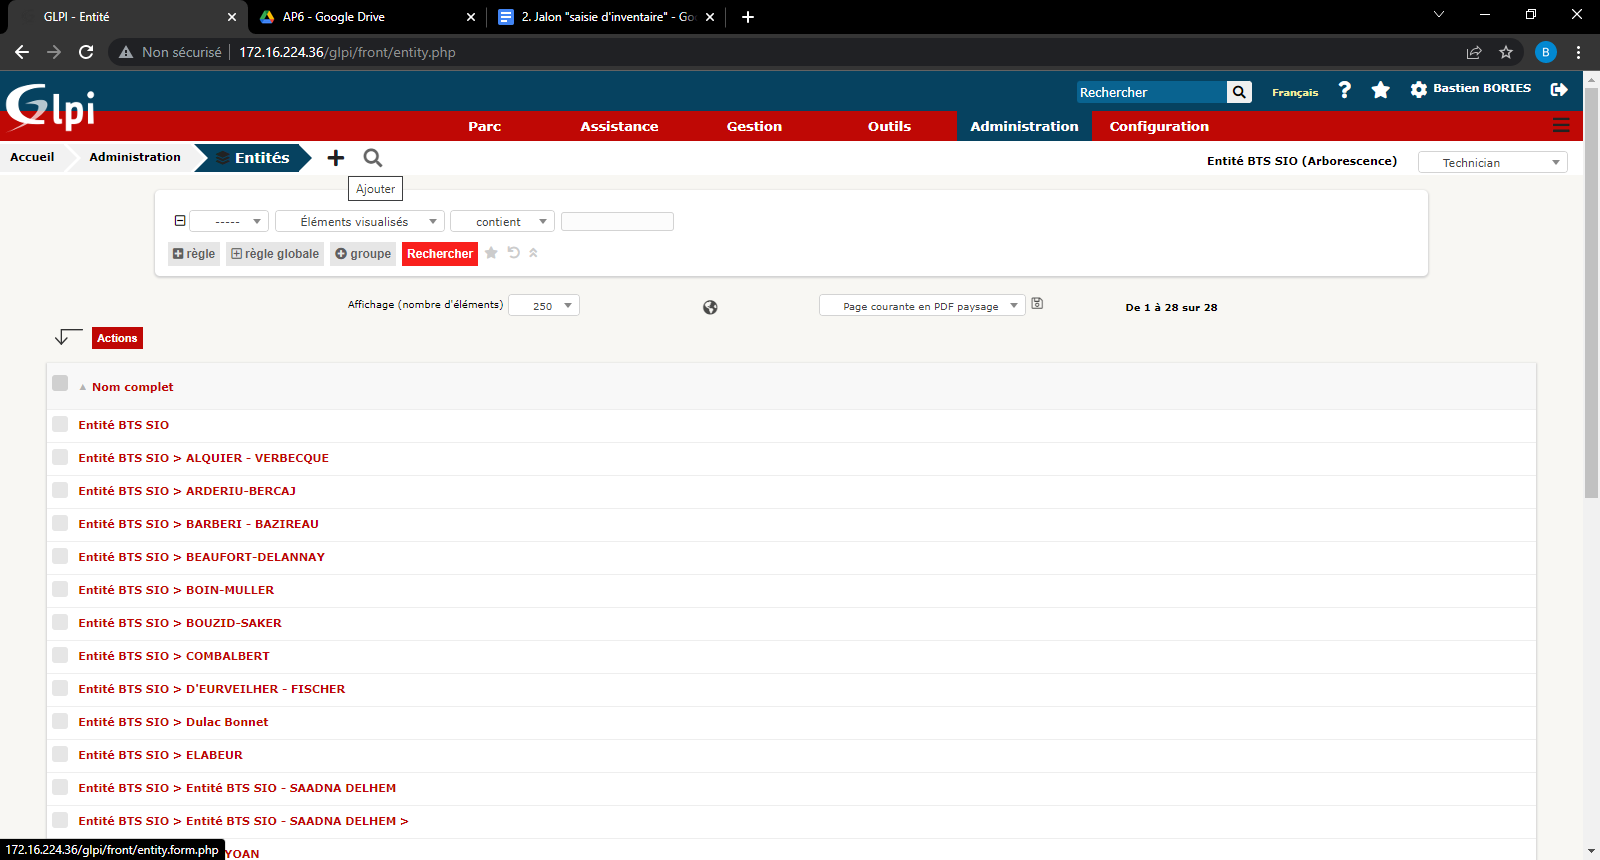 GLPI - Entité
AP6 - Google Drive
2. Jalon "saisie d'inventaire" - Go
Non sécurisé
172.16.224.36/glpi/front/entity.php
B
Glpi
Rechercher
Français
?
Bastien BORIES
Parc
Assistance
Gestion
Outils
Administration
Configuration
Accueil
Administration
Entités
Entité BTS SIO (Arborescence)
Technician
Ajouter
-----
Éléments visualisés
contient
règle
règle globale
groupe
Rechercher
Affichage (nombre d'éléments)
250
Page courante en PDF paysage
De 1 à 28 sur 28
Actions
Nom complet
Entité BTS SIO
Entité BTS SIO > ALQUIER - VERBECQUE
Entité BTS SIO > ARDERIU-BERCAJ
Entité BTS SIO > BARBERI - BAZIREAU
Entité BTS SIO > BEAUFORT-DELANNAY
Entité BTS SIO > BOIN-MULLER
Entité BTS SIO > BOUZID-SAKER
Entité BTS SIO > COMBALBERT
Entité BTS SIO > D'EURVEILHER - FISCHER
Entité BTS SIO > Dulac Bonnet
Entité BTS SIO > ELABEUR
Entité BTS SIO > Entité BTS SIO - SAADNA DELHEM
Entité BTS SIO > Entité BTS SIO - SAADNA DELHEM >
YOAN
172.16.224.36/glpi/front/entity.form.php